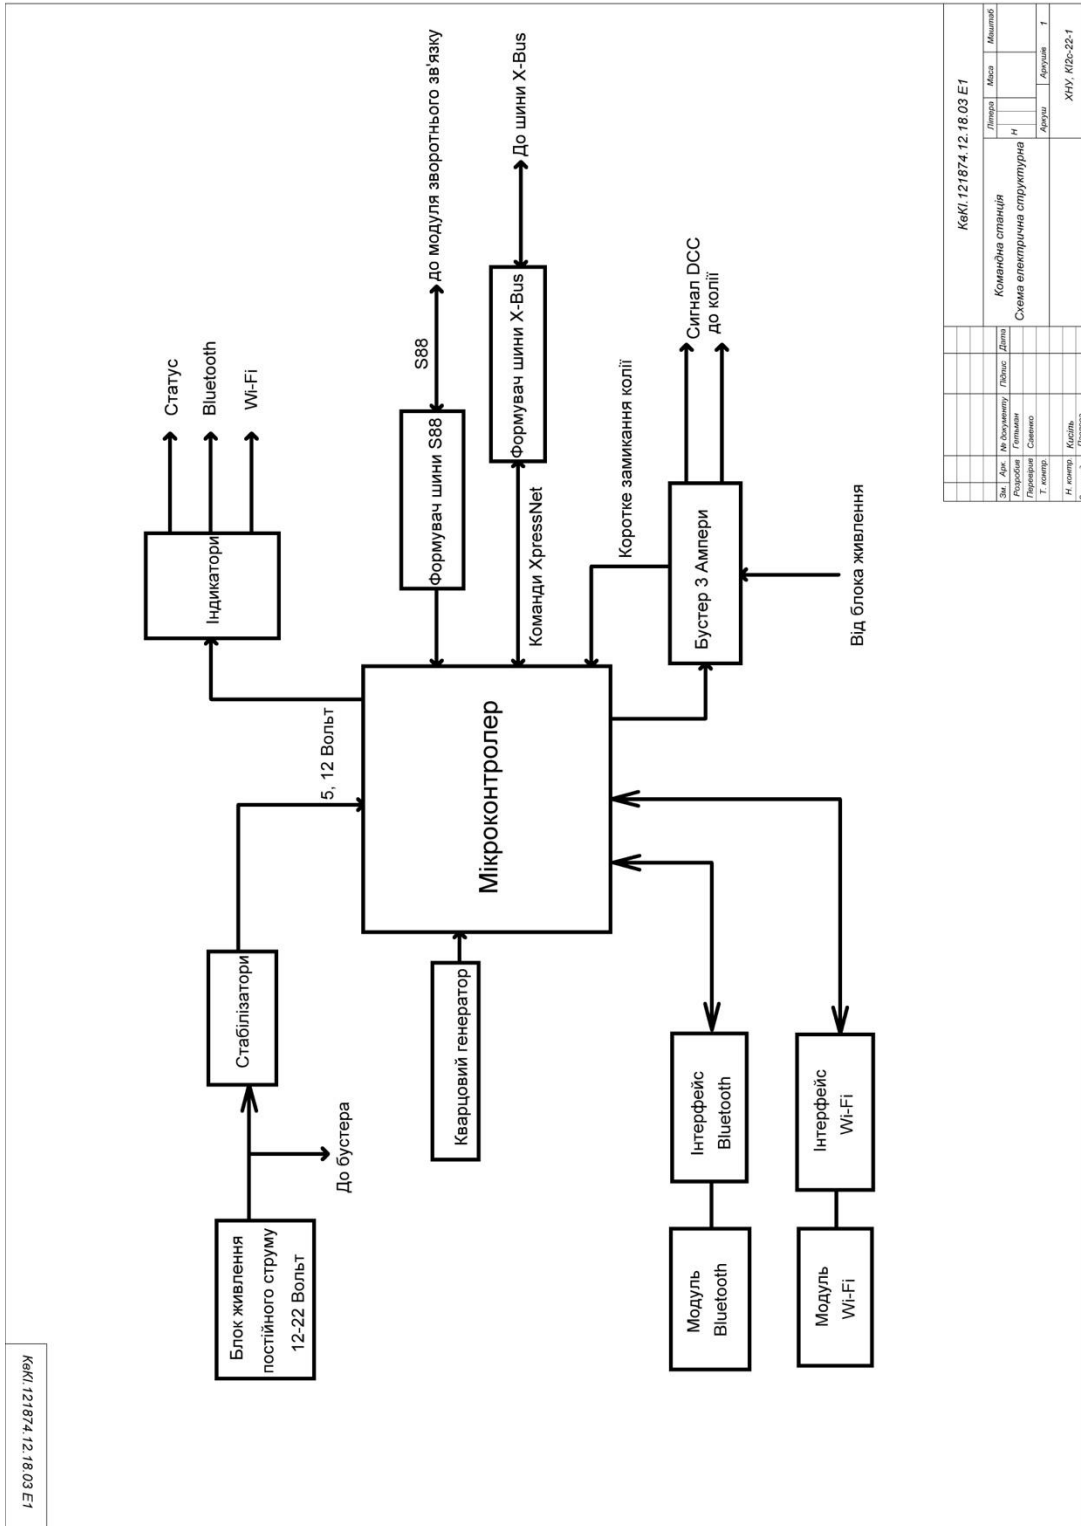 КвКІ.121874.12.18.03 Е1
Блок живлення
постійного струму
12-22 Вольт
До бустера
Стабілізатори
5, 12 Вольт
Індикатори
Статус
Bluetooth
Wi-Fi
Кварцовий генератор
Мікроконтролер
Формувач шини S88
S88
до модуля зворотнього зв'язку
Команди XpressNet
Формувач шини X-Bus
До шини X-Bus
Коротке замикання колії
Бустер 3 Ампери
Сигнал DCC
до колії
Від блока живлення
Модуль
Bluetooth
Інтерфейс
Bluetooth
Модуль
Wi-Fi
Інтерфейс
Wi-Fi
КвКІ.121874.12.18.03 Е1
Зм. Арк. № документу Підпис Дата
Розробив Гетьман
Перевірив Савенко
Т. контр.
Н. контр. Кисіль
Командна станція
Схема електрична структурна
Літера Маса Масштаб
Н
Аркуш Аркушів 1
ХНУ, КІ2с-22-1